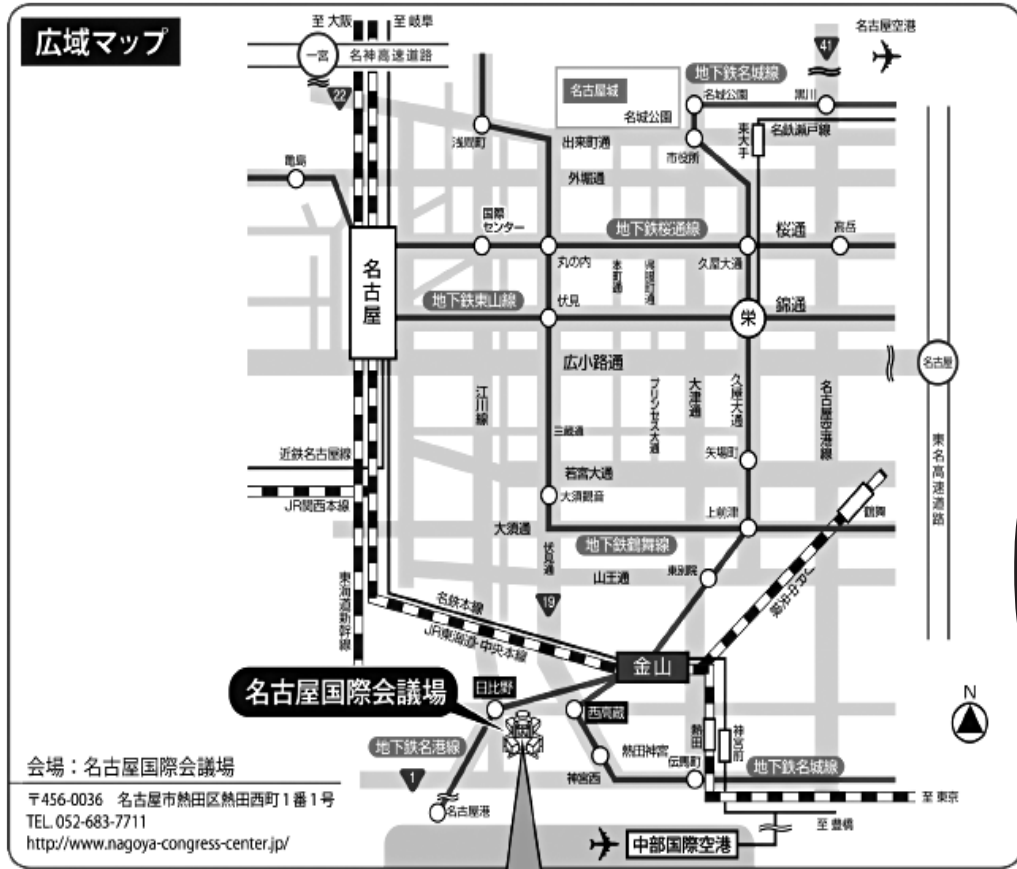 広域マップ
至 大阪
至 岐阜
一宮
名神高速道路
22
41
名古屋空港
地下鉄名城線
名古屋城
名城公園
名城公園
黒川
東大手
名鉄瀬戸線
浅間町
出来町通
市役所
亀島
外堀通
国際
センター
地下鉄桜通線
桜通
高岳
名古屋
丸の内
本町通
久屋大通
地下鉄東山線
伏見
栄
錦通
広小路通
名古屋
江川線
プリンセス大通
大津通
久屋大通
名古屋空港線
三蔵通
東名高速道路
近鉄名古屋線
矢場町
若宮大通
JR関西本線
大須観音
鶴舞
大須通
上前津
地下鉄鶴舞線
東海道新幹線
伏見通
山王通
東別院
19
名鉄本線
JR東海道・中央本線
金山
名古屋国際会議場
日比野
西高蔵
N
地下鉄名港線
熱田神宮
熱田
神宮前
1
神宮西
伝馬町
地下鉄名城線
至 東京
名古屋港
至 豊橋
中部国際空港
会場：名古屋国際会議場
〒456-0036 名古屋市熱田区熱田西町1番1号
TEL. 052-683-7711
http://www.nagoya-congress-center.jp/